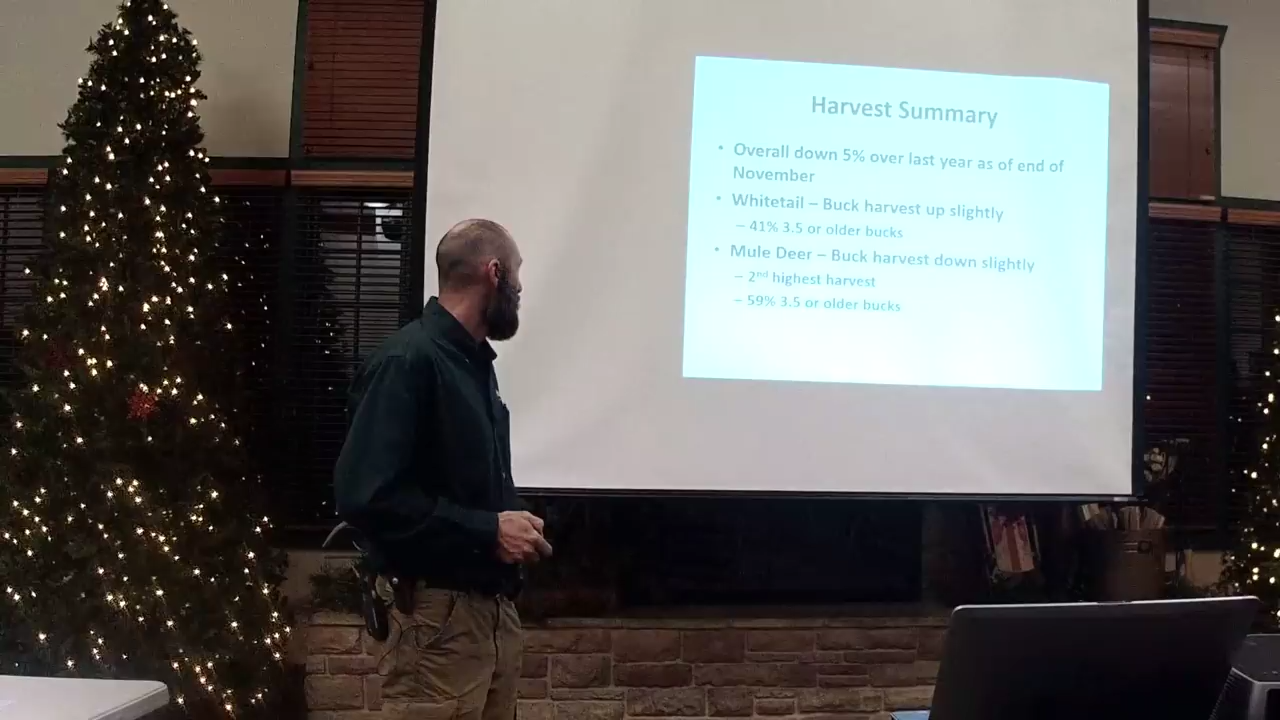 Harvest Summary
• Overall down 5% over last year as of end of
November
• Whitetail – Buck harvest up slightly
– 41% 3.5 or older bucks
• Mule Deer – Buck harvest down slightly
– 2nd highest harvest
– 59% 3.5 or older bucks